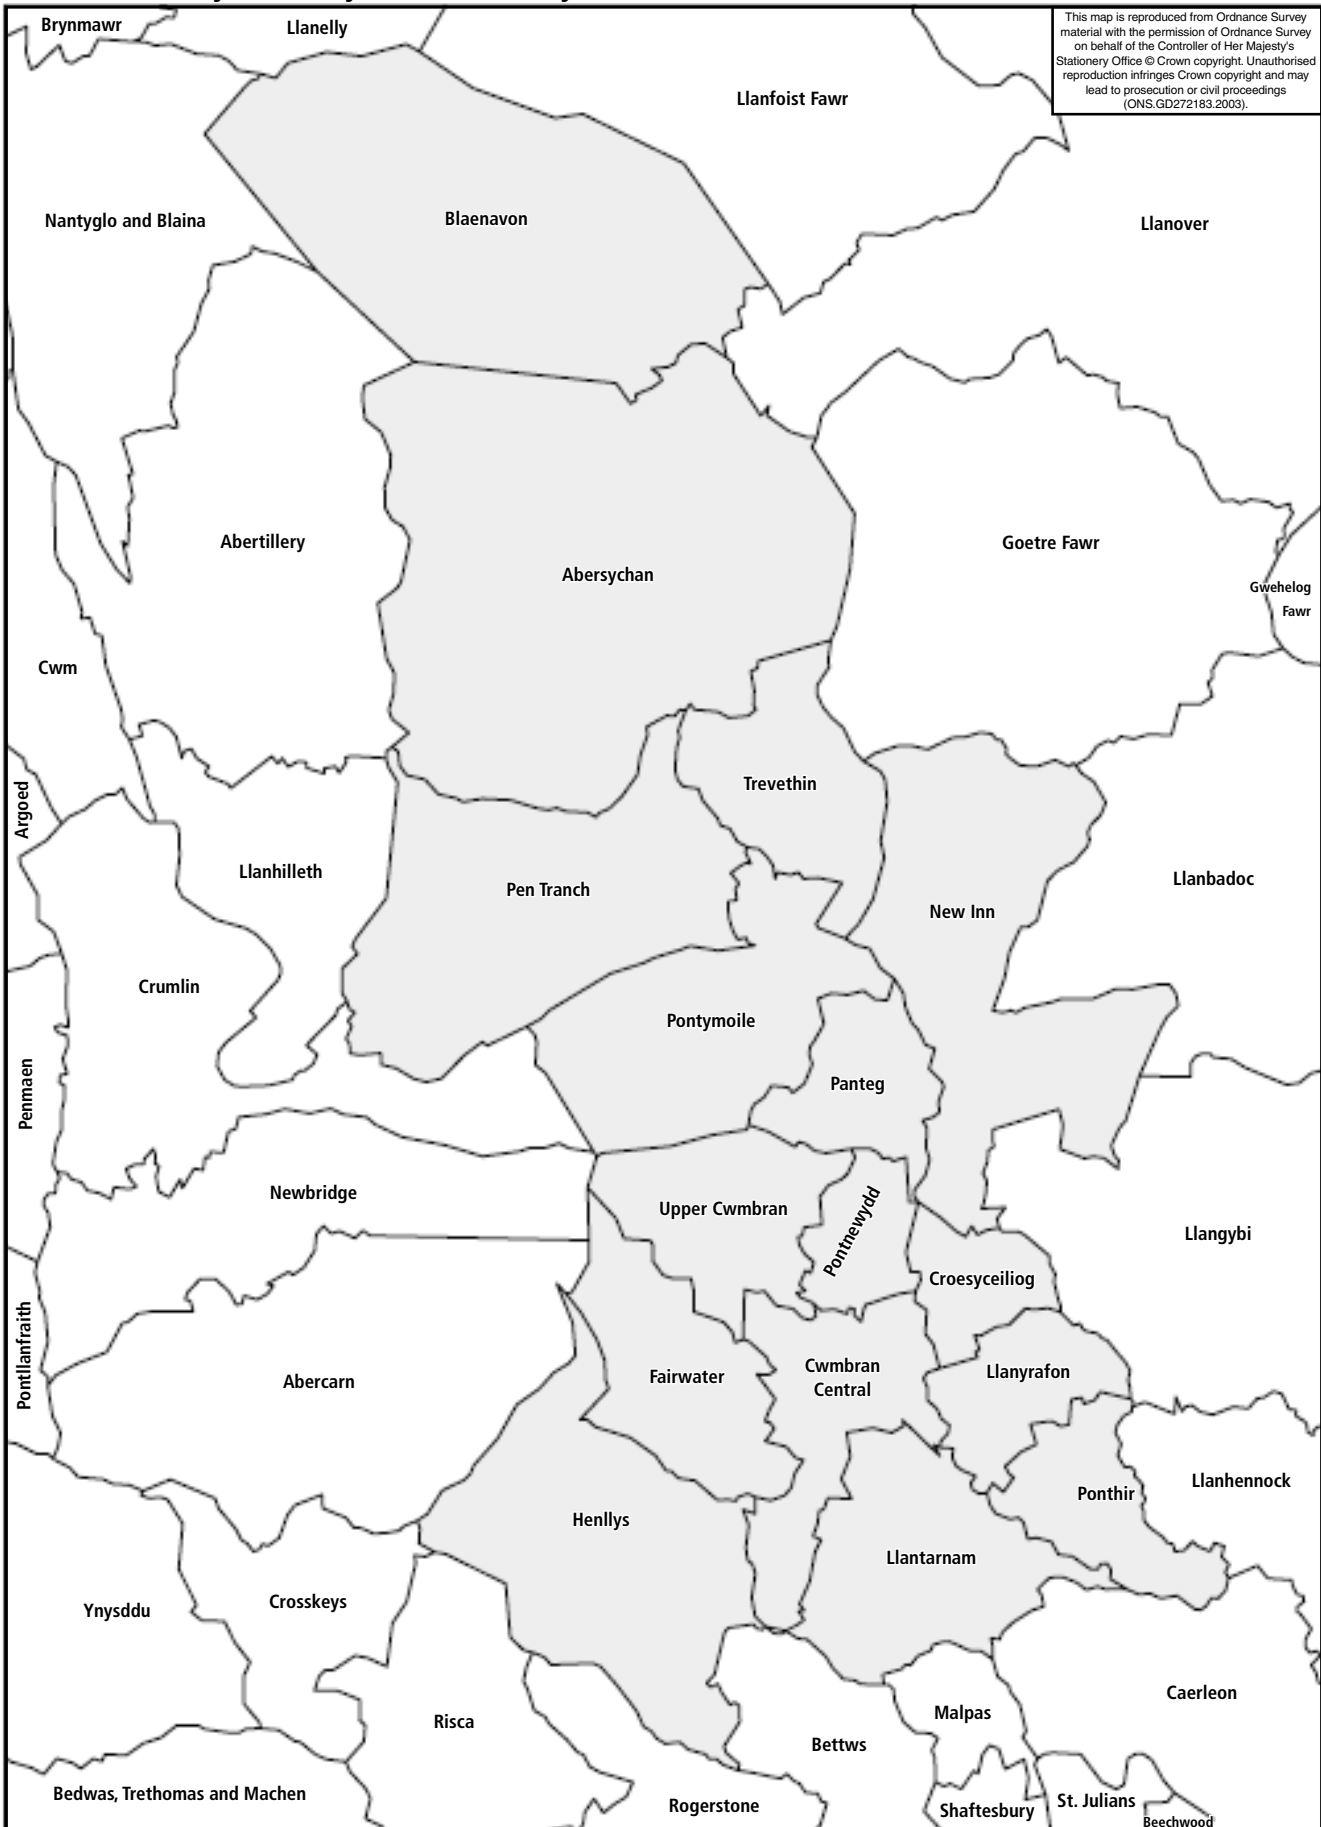 Brynmawr
Llanelly
This map is reproduced from Ordnance Survey
material with the permission of Ordnance Survey
on behalf of the Controller of Her Majesty's
Stationery Office © Crown copyright. Unauthorised
reproduction infringes Crown copyright and may
lead to prosecution or civil proceedings
(ONS.GD272183.2003).
Llanfoist Fawr
Nantyglo and Blaina
Blaenavon
Llanover
Abertillery
Abersychan
Goetre Fawr
Gwehelog
Fawr
Cwm
Argoed
Trevethin
Llanhilleth
Pen Tranch
New Inn
Llanbadoc
Crumlin
Pontymoile
Panteg
Penmaen
Newbridge
Upper Cwmbran
Pontnewydd
Llangybi
Croesyceiliog
Pontllanfraith
Abercarn
Fairwater
Cwmbran
Central
Llanyrafon
Henllys
Ponthir
Llanhennock
Llantarnam
Ynysddu
Crosskeys
Caerleon
Risca
Malpas
Bettws
Bedwas, Trethomas and Machen
Rogerstone
Shaftesbury
St. Julians
Beechwood